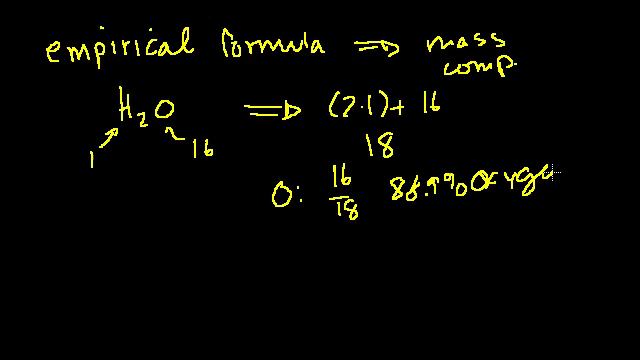 empirical formula ⇒ mass comp.
H₂O ⇒ (2·1) + 16
1 16
18
O: 16/18 88.9% Oxygen